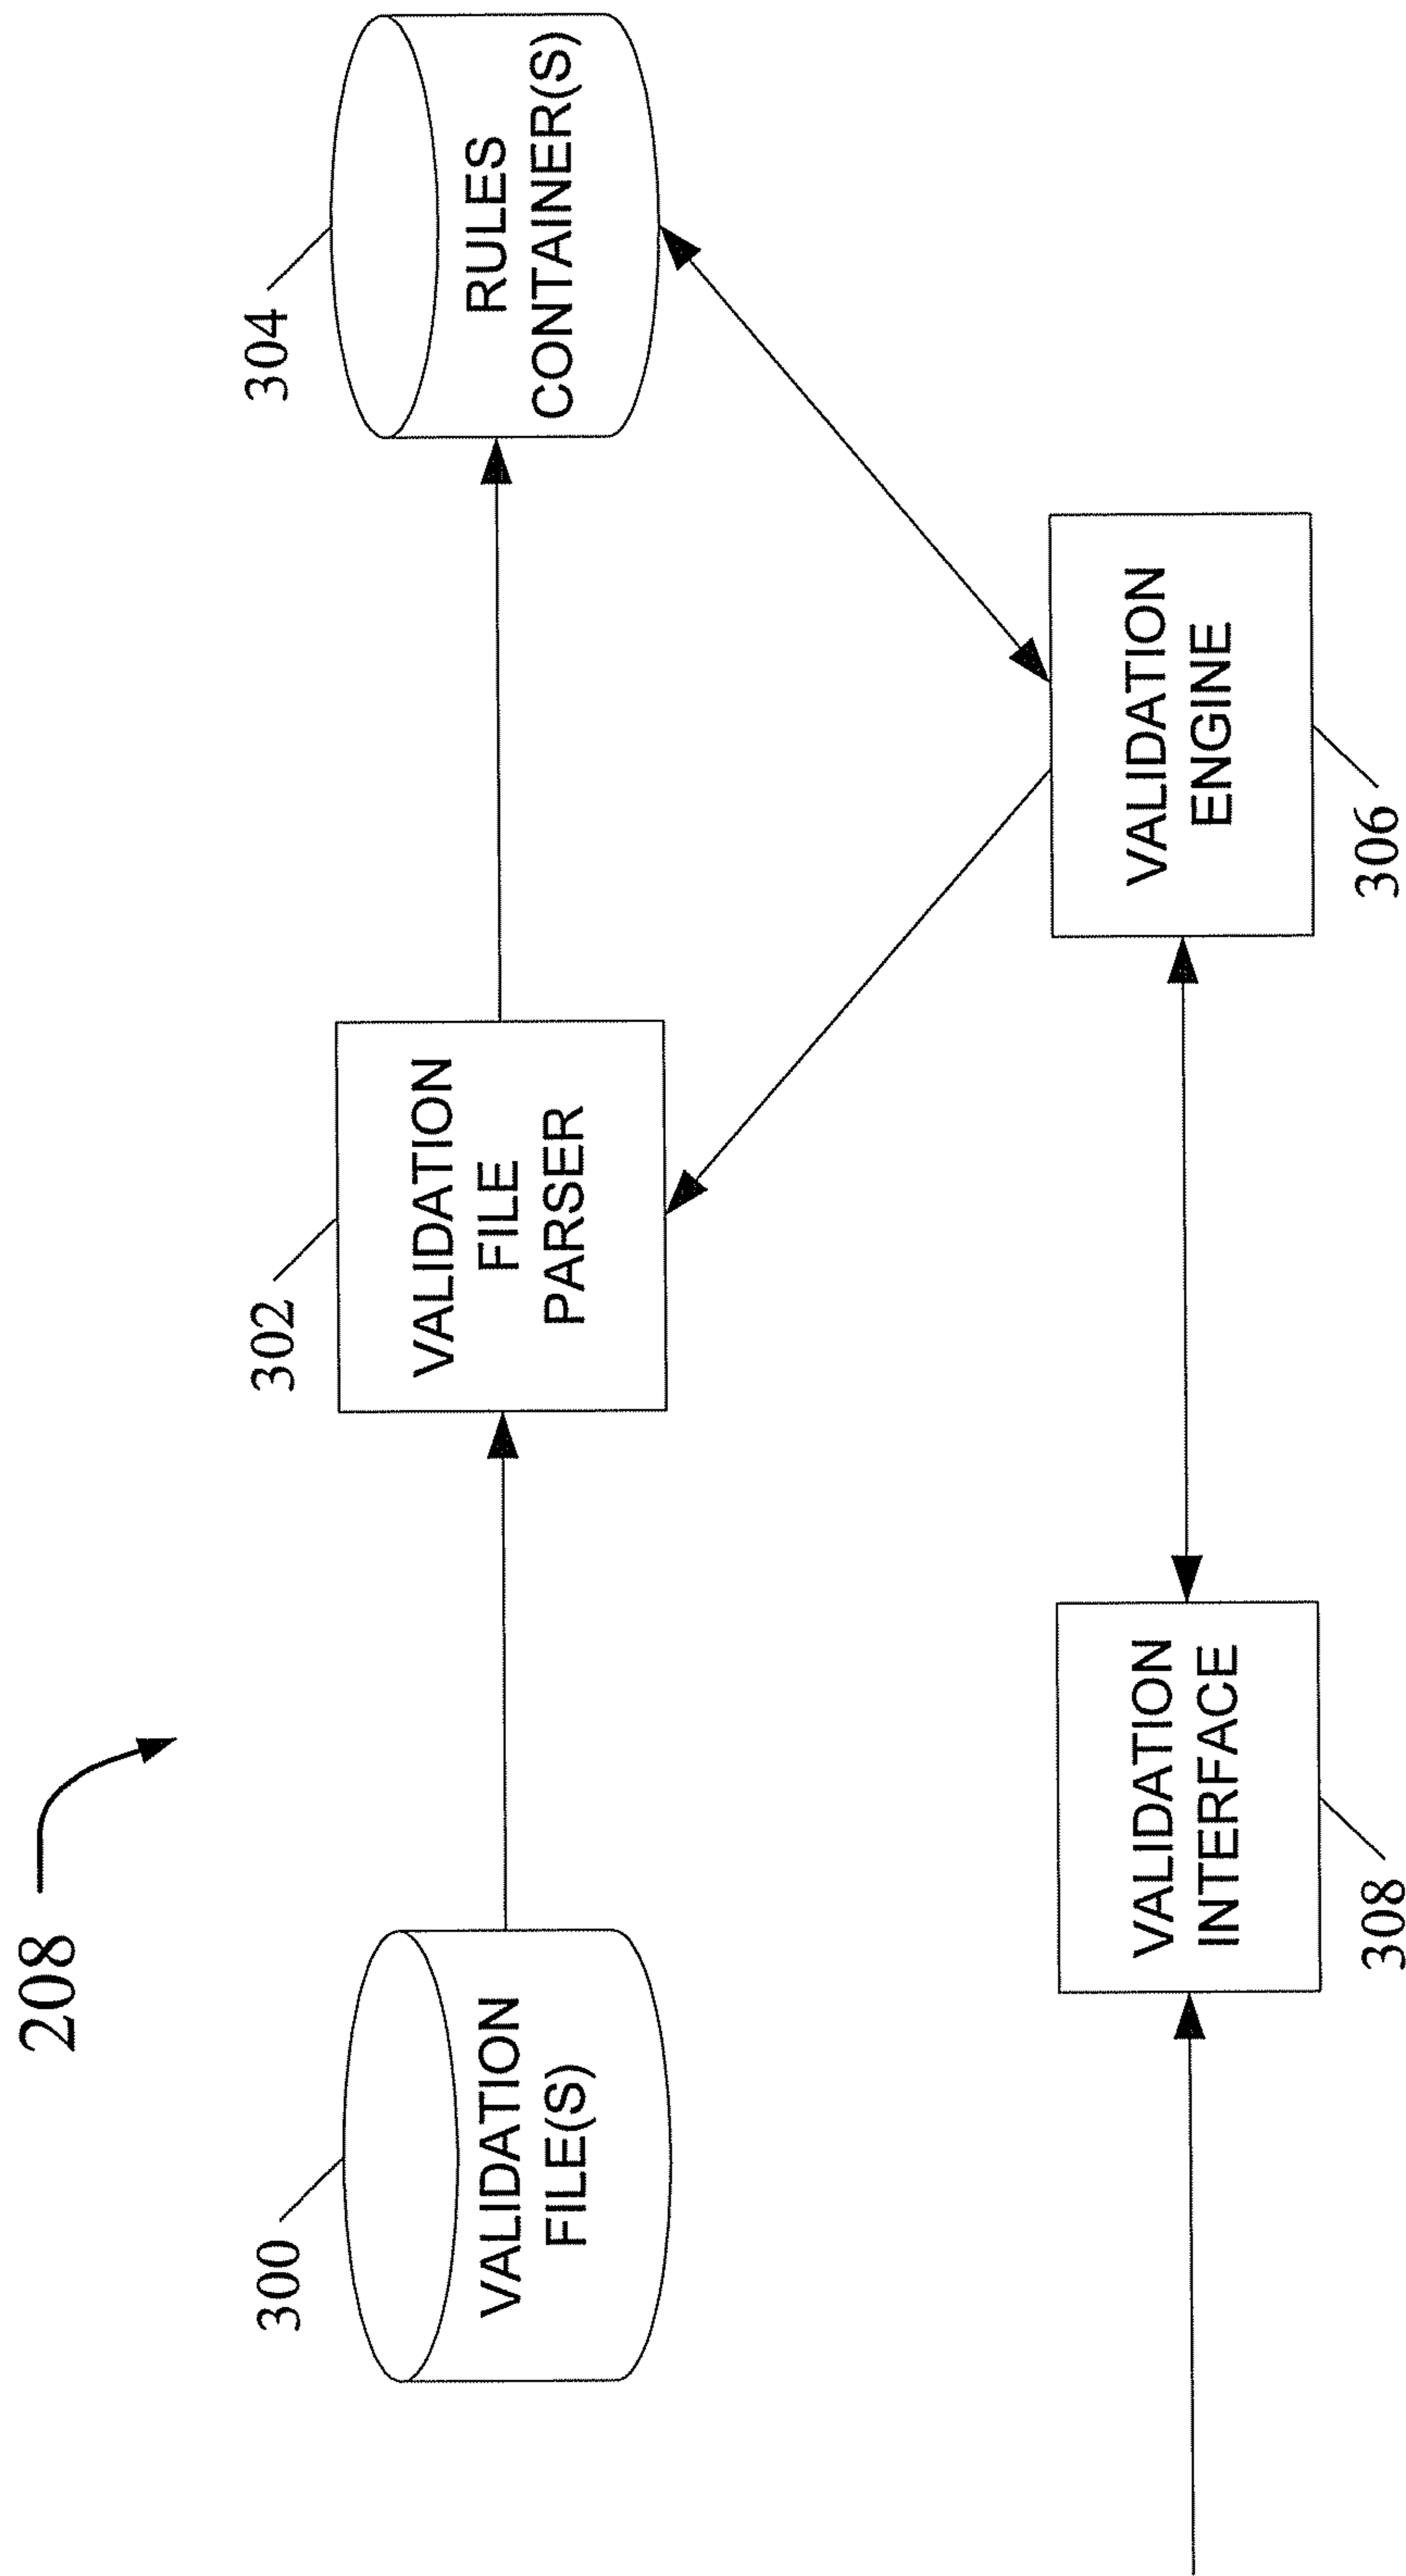 208
300
VALIDATION
FILE(S)
302
VALIDATION
FILE
PARSER
304
RULES
CONTAINER(S)
VALIDATION
INTERFACE
308
VALIDATION
ENGINE
306